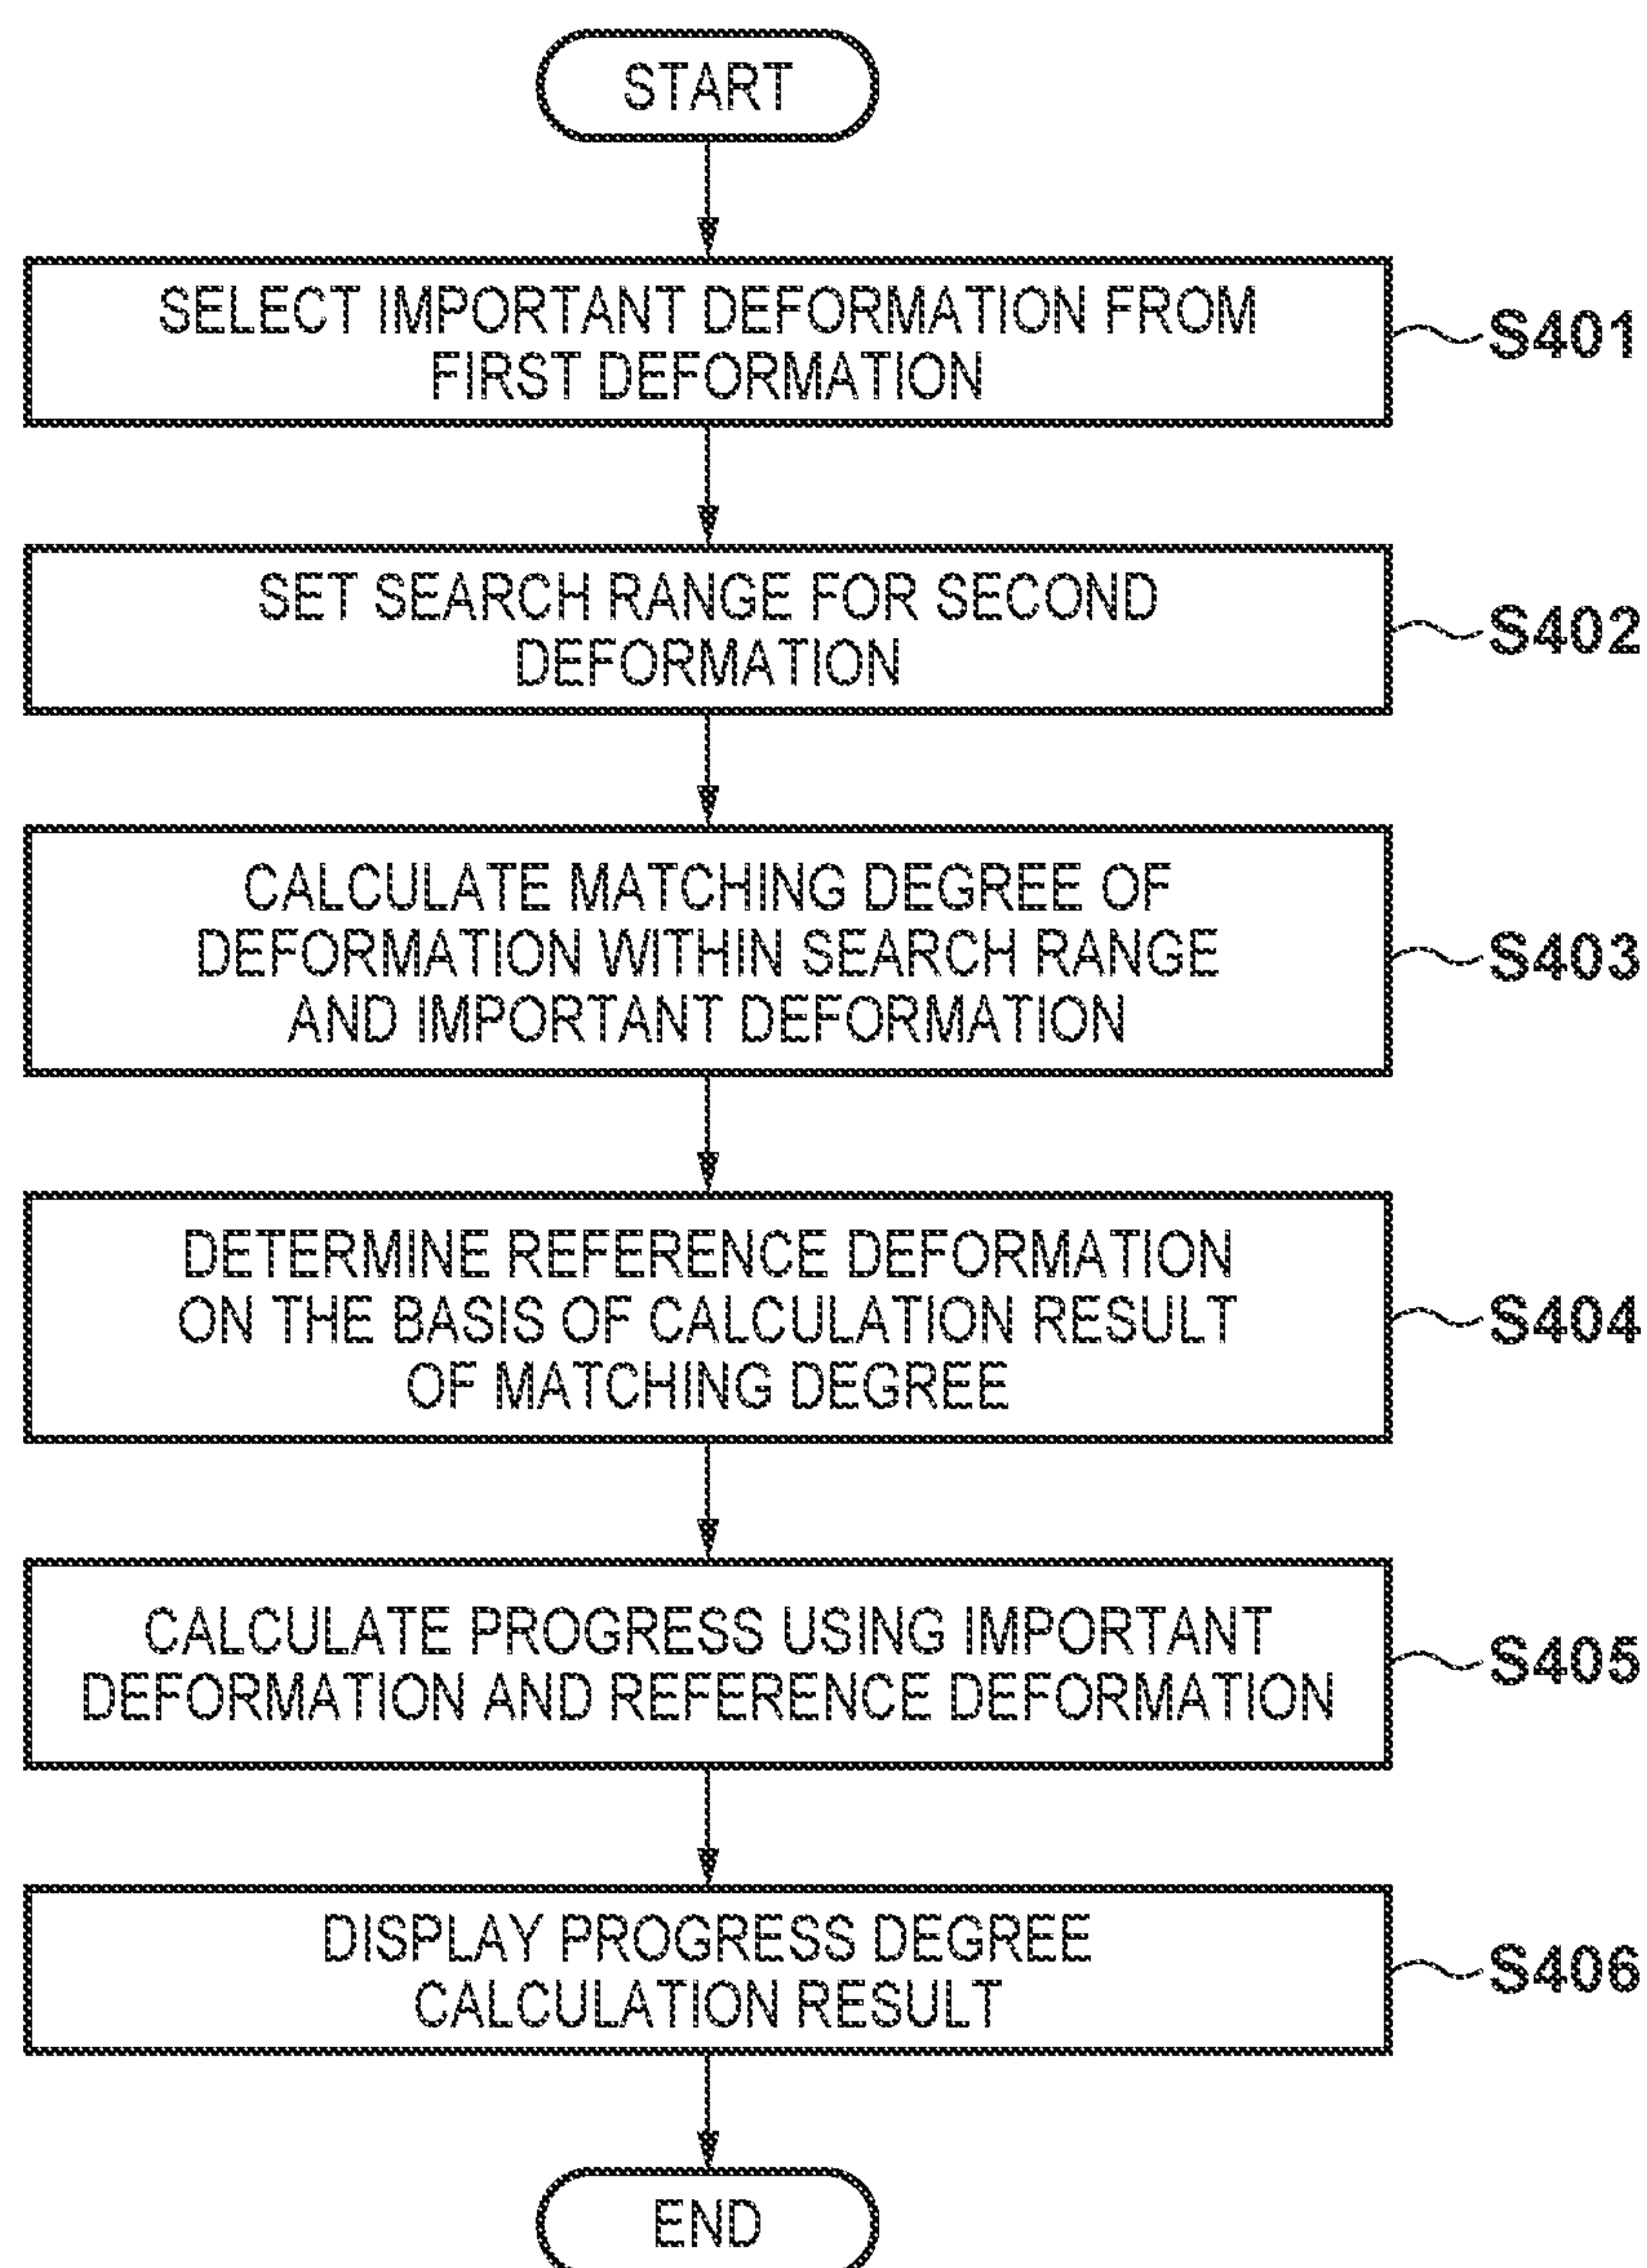 START
SELECT IMPORTANT DEFORMATION FROM
FIRST DEFORMATION
S401
SET SEARCH RANGE FOR SECOND
DEFORMATION
S402
CALCULATE MATCHING DEGREE OF
DEFORMATION WITHIN SEARCH RANGE
AND IMPORTANT DEFORMATION
S403
DETERMINE REFERENCE DEFORMATION
ON THE BASIS OF CALCULATION RESULT
OF MATCHING DEGREE
S404
CALCULATE PROGRESS USING IMPORTANT
DEFORMATION AND REFERENCE DEFORMATION
S405
DISPLAY PROGRESS DEGREE
CALCULATION RESULT
S406
END